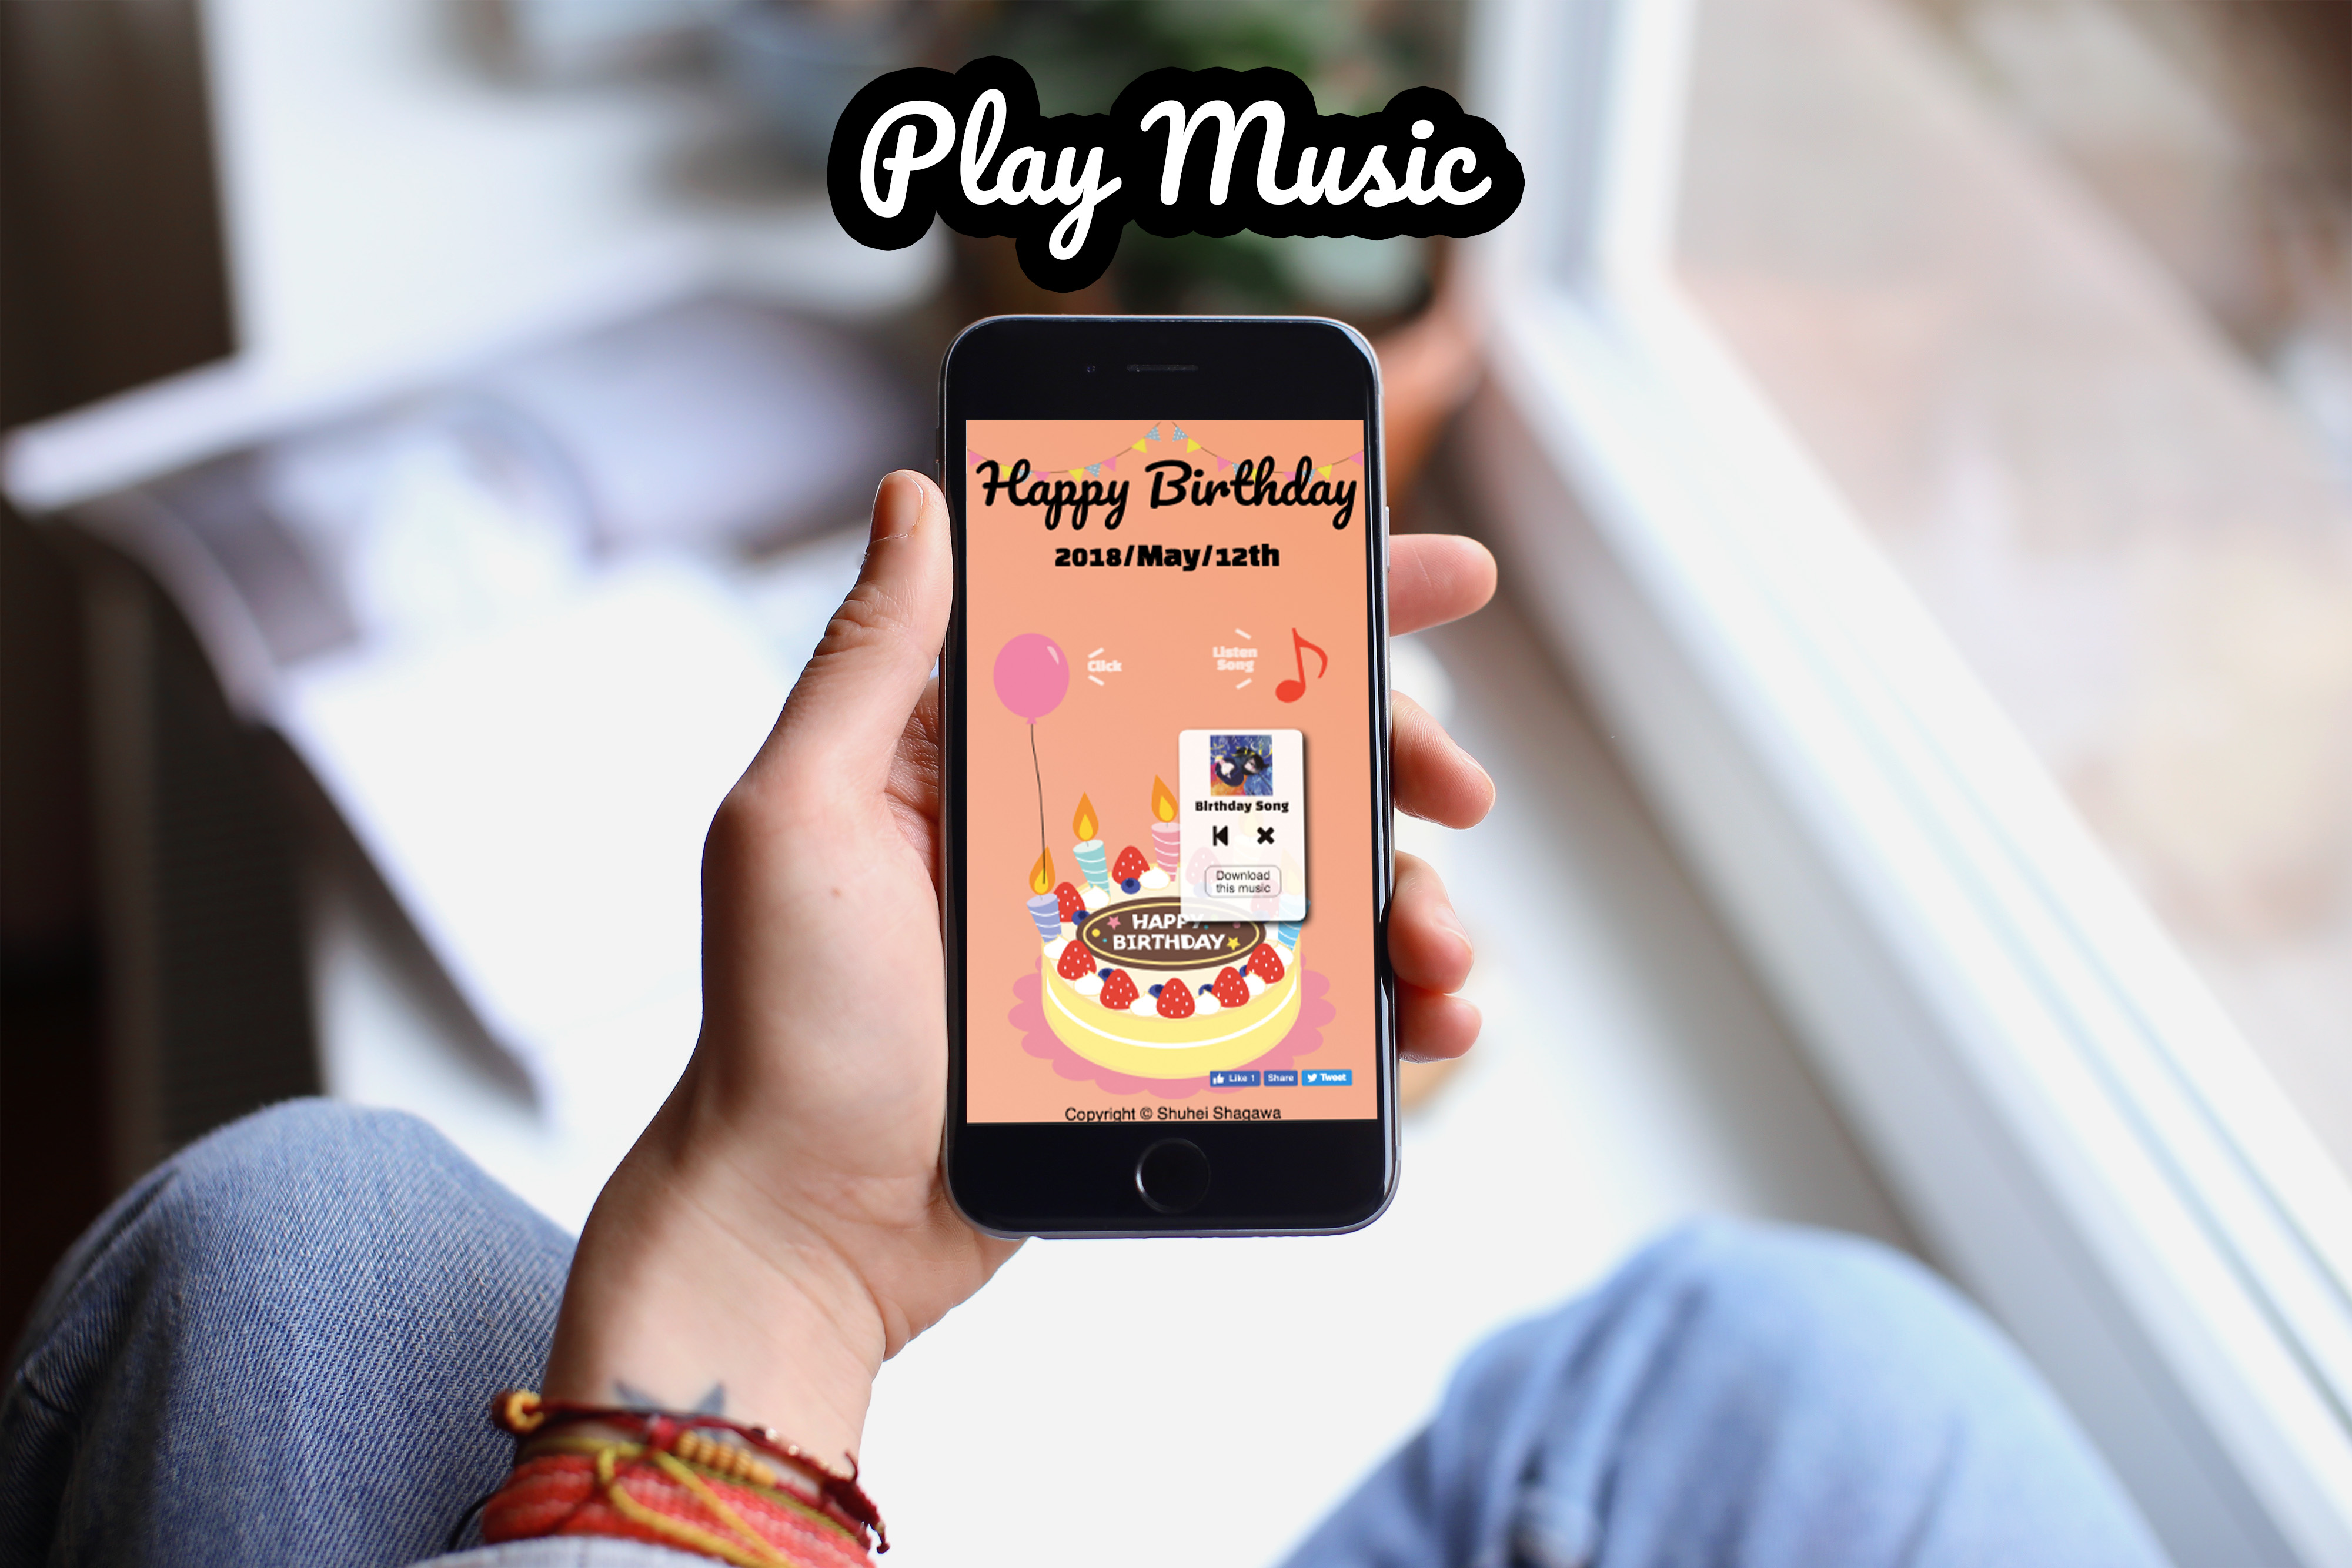 Play Music
Happy Birthday
2018/May/12th
Click
Listen
Song
Birthday Song
Download
this music
HAPPY
BIRTHDAY
Like 1
Share
Tweet
Copyright © Shuhei Shagawa